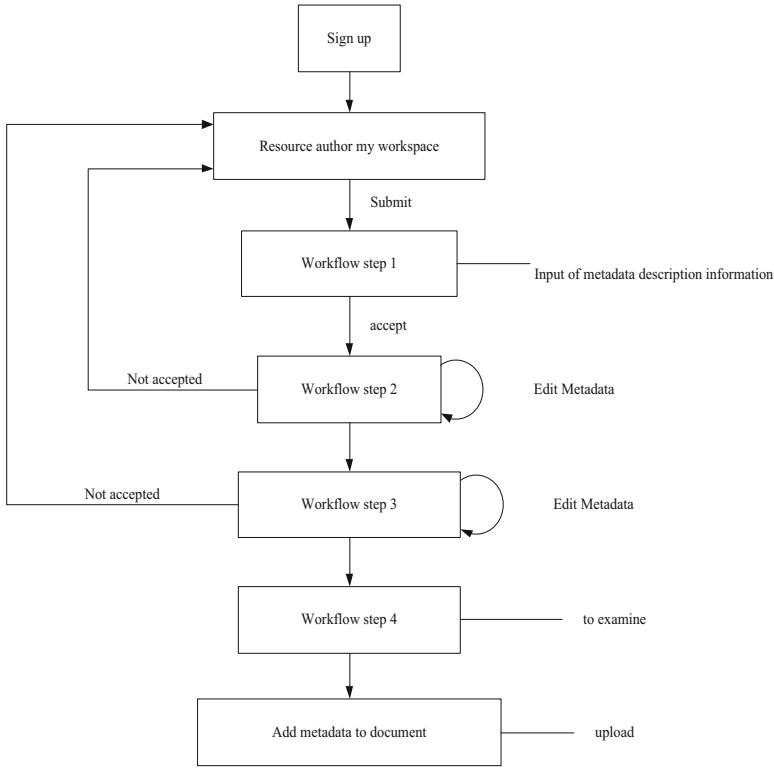 Sign up
Resource author my workspace
Submit
Workflow step 1
Input of metadata description information
accept
Not accepted
Workflow step 2
Edit Metadata
Not accepted
Workflow step 3
Edit Metadata
Workflow step 4
to examine
Add metadata to document
upload